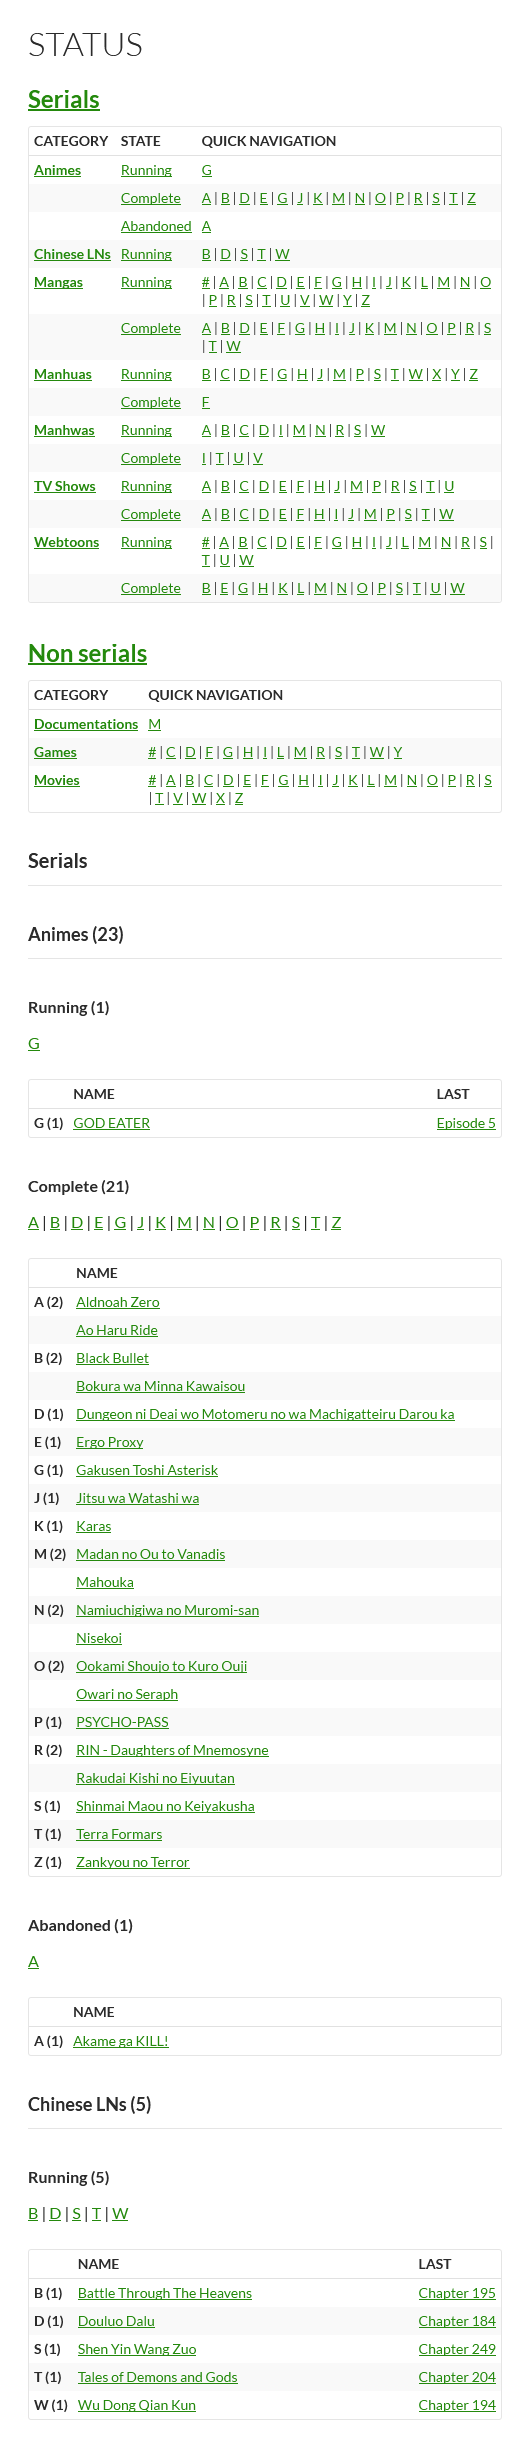 STATUS
Serials
CATEGORY STATE QUICK NAVIGATION
Animes Running G
Complete A | B | D | E | G | J | K | M | N | O | P | R | S | T | Z
Abandoned A
Chinese LNs Running B | D | S | T | W
Mangas Running # | A | B | C | D | E | F | G | H | I | J | K | L | M | N | O
| P | R | S | T | U | V | W | Y | Z
Complete A | B | D | E | F | G | H | I | J | K | M | N | O | P | R | S
| T | W
Manhuas Running B | C | D | F | G | H | J | M | P | S | T | W | X | Y | Z
Complete F
Manhwas Running A | B | C | D | I | M | N | R | S | W
Complete I | T | U | V
TV Shows Running A | B | C | D | E | F | H | J | M | P | R | S | T | U
Complete A | B | C | D | E | F | H | I | J | M | P | S | T | W
Webtoons Running # | A | B | C | D | E | F | G | H | I | J | L | M | N | R | S |
T | U | W
Complete B | E | G | H | K | L | M | N | O | P | S | T | U | W
Non serials
CATEGORY QUICK NAVIGATION
Documentations M
Games # | C | D | F | G | H | I | L | M | R | S | T | W | Y
Movies # | A | B | C | D | E | F | G | H | I | J | K | L | M | N | O | P | R | S
| T | V | W | X | Z
Serials
Animes (23)
Running (1)
G
NAME LAST
G (1) GOD EATER Episode 5
Complete (21)
A | B | D | E | G | J | K | M | N | O | P | R | S | T | Z
NAME
A (2) Aldnoah Zero
Ao Haru Ride
B (2) Black Bullet
Bokura wa Minna Kawaisou
D (1) Dungeon ni Deai wo Motomeru no wa Machigatteiru Darou ka
E (1) Ergo Proxy
G (1) Gakusen Toshi Asterisk
J (1) Jitsu wa Watashi wa
K (1) Karas
M (2) Madan no Ou to Vanadis
Mahouka
N (2) Namiuchigiwa no Muromi-san
Nisekoi
O (2) Ookami Shoujo to Kuro Ouji
Owari no Seraph
P (1) PSYCHO-PASS
R (2) RIN - Daughters of Mnemosyne
Rakudai Kishi no Eiyuutan
S (1) Shinmai Maou no Keiyakusha
T (1) Terra Formars
Z (1) Zankyou no Terror
Abandoned (1)
A
NAME
A (1) Akame ga KILL!
Chinese LNs (5)
Running (5)
B | D | S | T | W
NAME LAST
B (1) Battle Through The Heavens Chapter 195
D (1) Douluo Dalu Chapter 184
S (1) Shen Yin Wang Zuo Chapter 249
T (1) Tales of Demons and Gods Chapter 204
W (1) Wu Dong Qian Kun Chapter 194